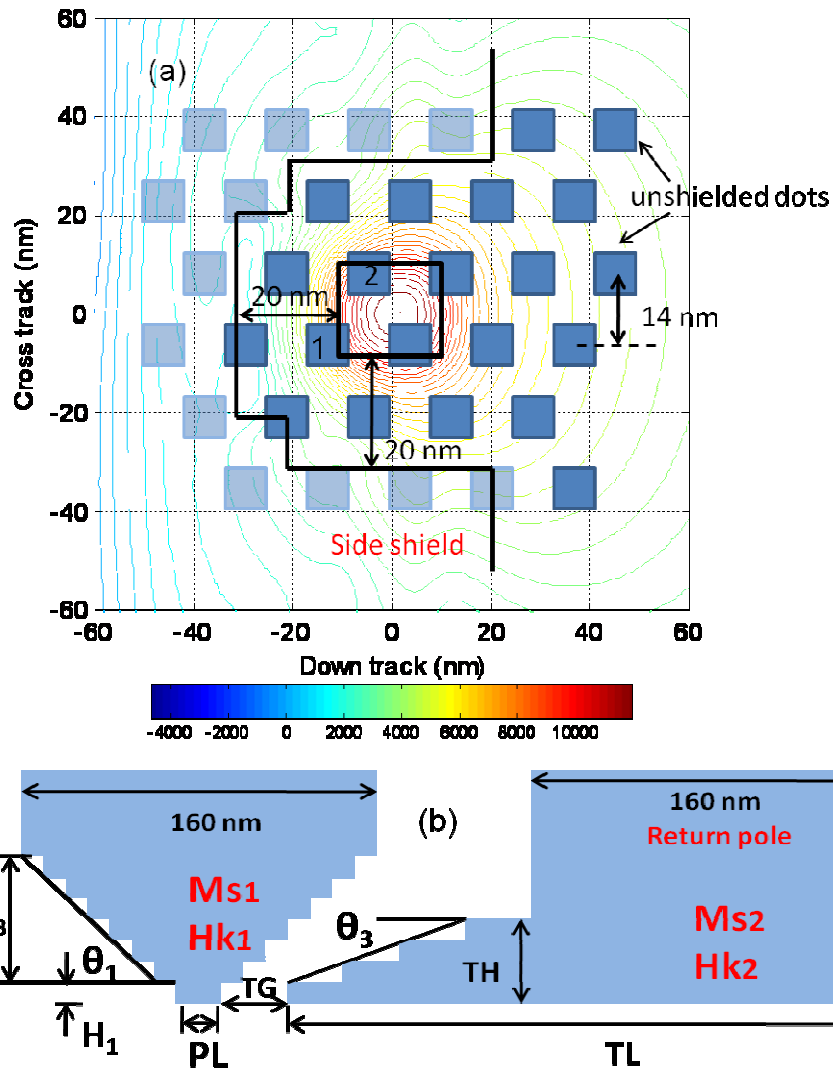 60
(a)
40
unshielded dots
20
2
20 nm
0
14 nm
1
-20
20 nm
-40
Side shield
-60
-60 -40 -20 0 20 40 60
Cross track (nm)
Down track (nm)
-4000 -2000 0 2000 4000 6000 8000 10000
160 nm
(b)
160 nm
Return pole
Ms1
Hk1
Ms2
Hk2
θ1
θ3
TH
TG
H1
PL
TL